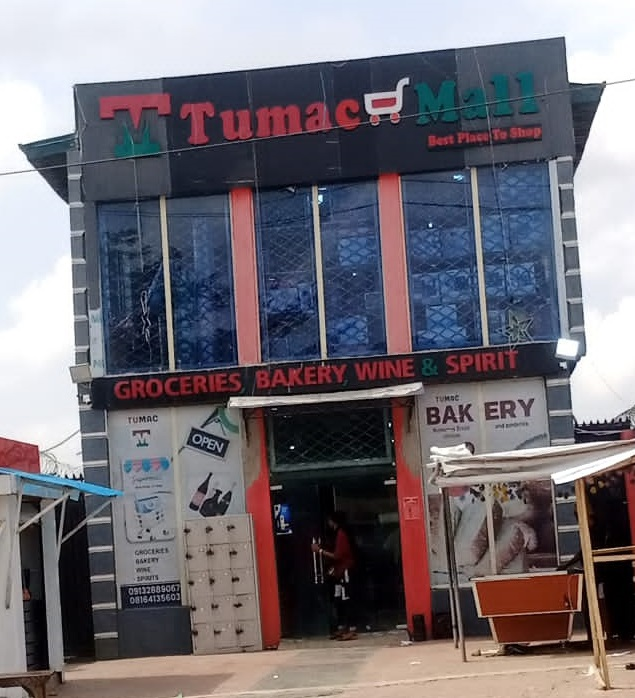 Tumac Mall
Best Place To Shop
GROCERIES, BAKERY, WINE & SPIRIT
TUMAC
OPEN
GROCERIES
BAKERY
WINE
- SPIRITS
09132889067
08164135603
TUMAC
BAKERY